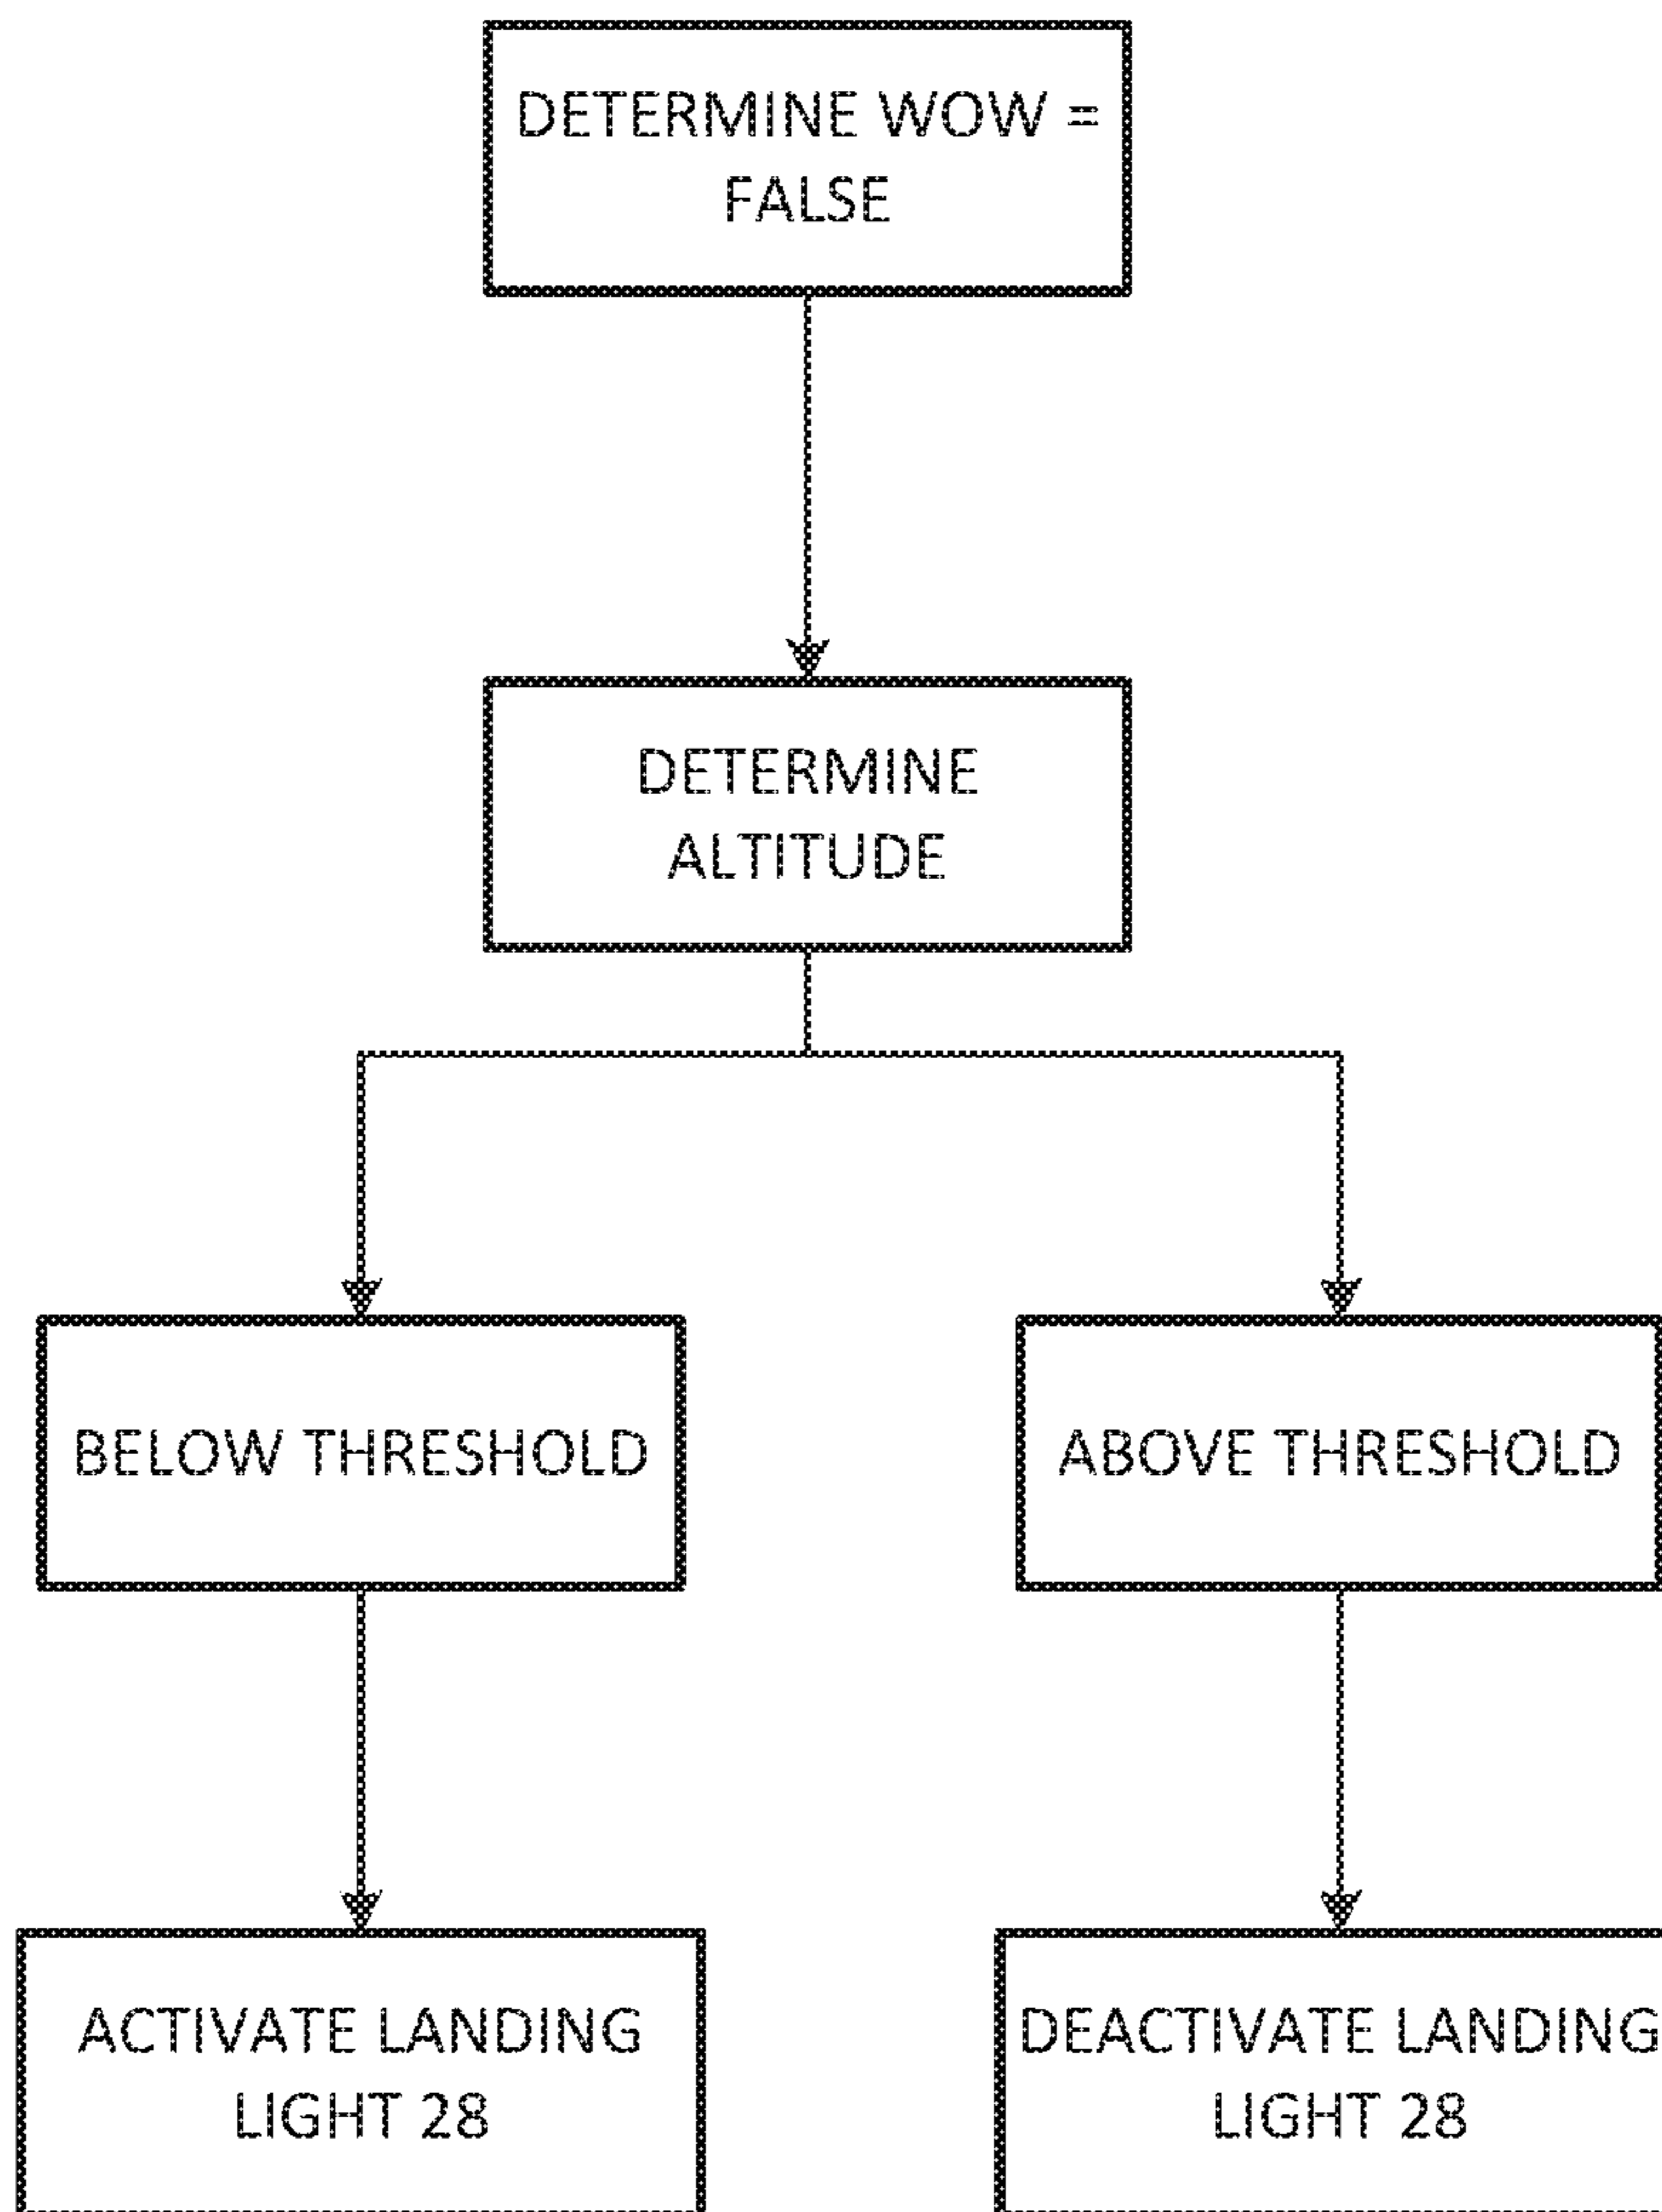 DETERMINE WOW =
FALSE
DETERMINE
ALTITUDE
BELOW THRESHOLD
ABOVE THRESHOLD
ACTIVATE LANDING
LIGHT 28
DEACTIVATE LANDING
LIGHT 28